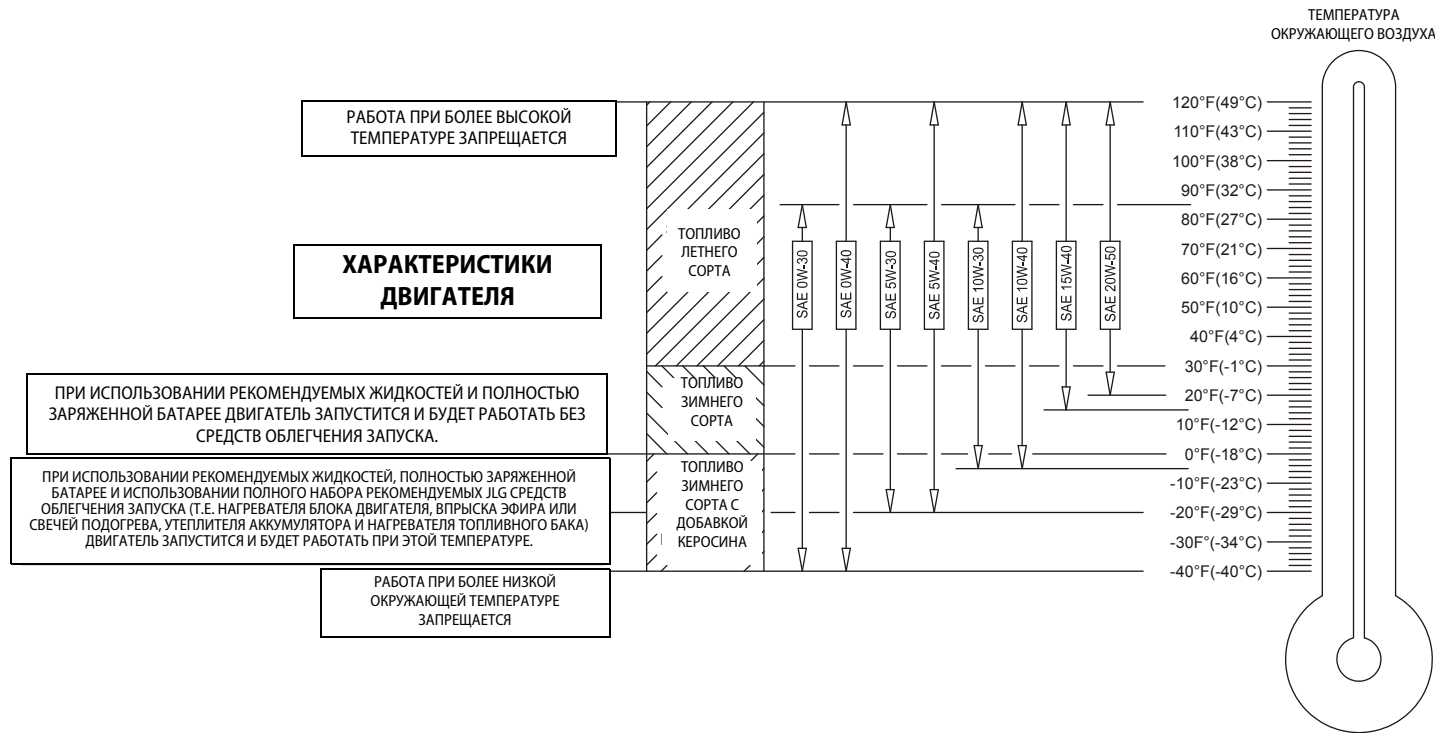 ТЕМПЕРАТУРА
ОКРУЖАЮЩЕГО ВОЗДУХА
РАБОТА ПРИ БОЛЕЕ ВЫСОКОЙ
ТЕМПЕРАТУРЕ ЗАПРЕЩАЕТСЯ
ХАРАКТЕРИСТИКИ
ДВИГАТЕЛЯ
ПРИ ИСПОЛЬЗОВАНИИ РЕКОМЕНДУЕМЫХ ЖИДКОСТЕЙ И ПОЛНОСТЬЮ
ЗАРЯЖЕННОЙ БАТАРЕЕ ДВИГАТЕЛЬ ЗАПУСТИТСЯ И БУДЕТ РАБОТАТЬ БЕЗ
СРЕДСТВ ОБЛЕГЧЕНИЯ ЗАПУСКА.
ПРИ ИСПОЛЬЗОВАНИИ РЕКОМЕНДУЕМЫХ ЖИДКОСТЕЙ, ПОЛНОСТЬЮ ЗАРЯЖЕННОЙ
БАТАРЕЕ И ИСПОЛЬЗОВАНИИ ПОЛНОГО НАБОРА РЕКОМЕНДУЕМЫХ JLG СРЕДСТВ
ОБЛЕГЧЕНИЯ ЗАПУСКА (Т.Е. НАГРЕВАТЕЛЯ БЛОКА ДВИГАТЕЛЯ, ВПРЫСКА ЭФИРА ИЛИ
СВЕЧЕЙ ПОДОГРЕВА, УТЕПЛИТЕЛЯ АККУМУЛЯТОРА И НАГРЕВАТЕЛЯ ТОПЛИВНОГО БАКА)
ДВИГАТЕЛЬ ЗАПУСТИТСЯ И БУДЕТ РАБОТАТЬ ПРИ ЭТОЙ ТЕМПЕРАТУРЕ.
РАБОТА ПРИ БОЛЕЕ НИЗКОЙ
ОКРУЖАЮЩЕЙ ТЕМПЕРАТУРЕ
ЗАПРЕЩАЕТСЯ
ТОПЛИВО
ЛЕТНЕГО
СОРТА
ТОПЛИВО
ЗИМНЕГО
СОРТА
ТОПЛИВО
ЗИМНЕГО
СОРТА С
ДОБАВКОЙ
КЕРОСИНА
SAE 0W-30
SAE 0W-40
SAE 5W-30
SAE 5W-40
SAE 10W-30
SAE 10W-40
SAE 15W-40
SAE 20W-50
120°F(49°C)
110°F(43°C)
100°F(38°C)
90°F(32°C)
80°F(27°C)
70°F(21°C)
60°F(16°C)
50°F(10°C)
40°F(4°C)
30°F(-1°C)
20°F(-7°C)
10°F(-12°C)
0°F(-18°C)
-10°F(-23°C)
-20°F(-29°C)
-30F°(-34°C)
-40°F(-40°C)